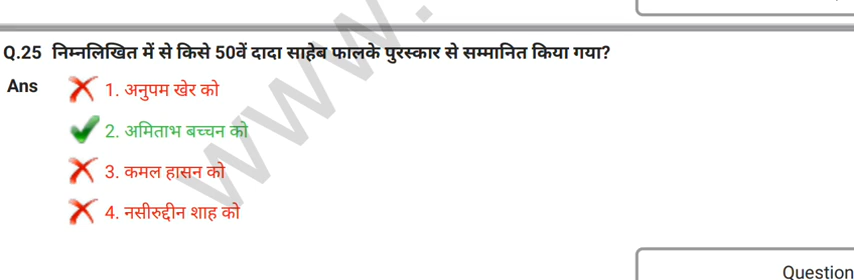 Q.25 निम्नलिखित में से किसे 50वें दादा साहेब फाल्के पुरस्कार से सम्मानित किया गया?
Ans 1. अनुपम खेर को
2. अमिताभ बच्चन को
3. कमल हासन को
4. नसीरुद्दीन शाह को
www.
Question